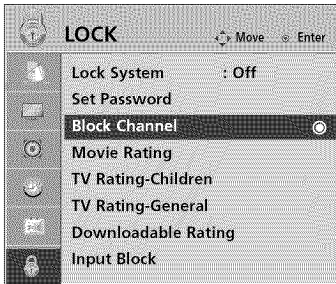 LOCK Move Enter
Lock System : Off
Set Password
Block Channel
Movie Rating
TV Rating-Children
TV Rating-General
Downloadable Rating
Input Block